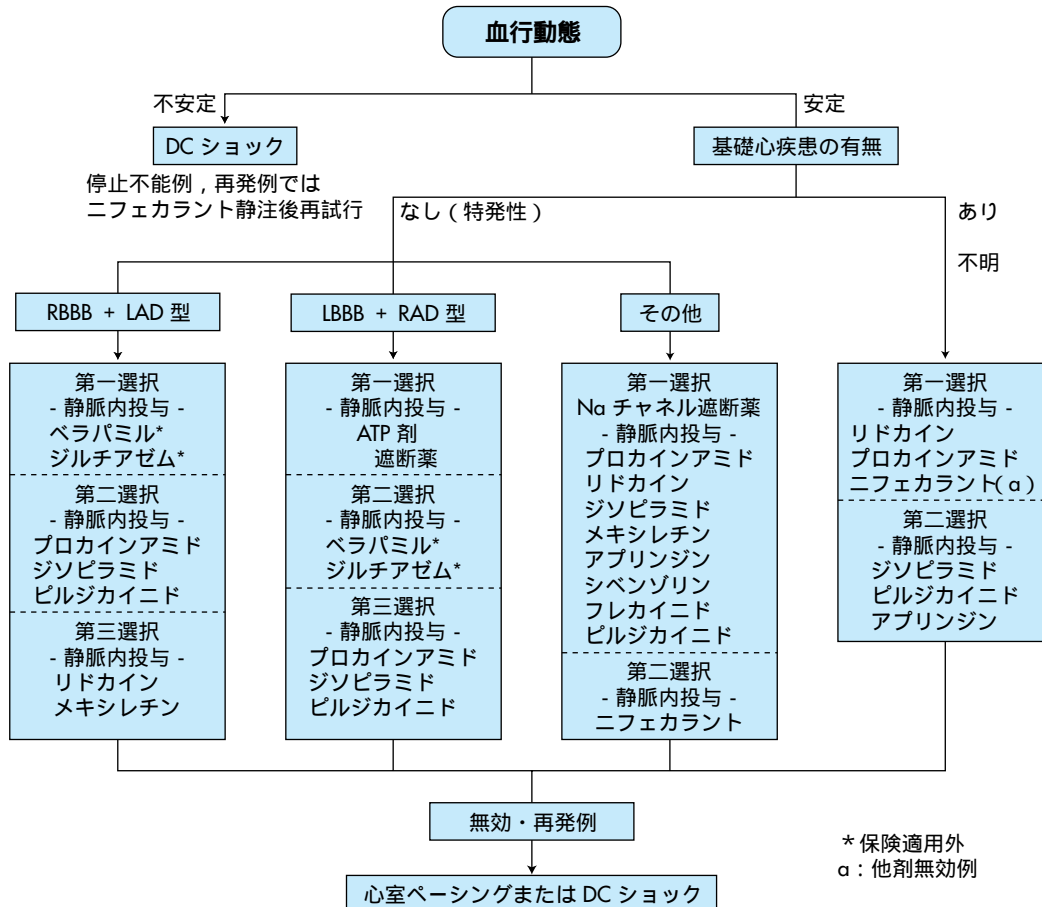 血行動態
不安定
安定
DC ショック
基礎心疾患の有無
停止不能例，再発例では
ニフェカラント静注後再試行
なし（特発性）
あり
不明
RBBB + LAD 型
LBBB + RAD 型
その他
第一選択
- 静脈内投与 -
ベラパミル*
ジルチアゼム*
第二選択
- 静脈内投与 -
プロカインアミド
ジソピラミド
ピルジカイニド
第三選択
- 静脈内投与 -
リドカイン
メキシレチン
第一選択
- 静脈内投与 -
ATP 剤
遮断薬
第二選択
- 静脈内投与 -
ベラパミル*
ジルチアゼム*
第三選択
- 静脈内投与 -
プロカインアミド
ジソピラミド
ピルジカイニド
第一選択
Na チャネル遮断薬
- 静脈内投与 -
プロカインアミド
リドカイン
ジソピラミド
メキシレチン
アプリンジン
シベンゾリン
フレカイニド
ピルジカイニド
第二選択
- 静脈内投与 -
ニフェカラント
第一選択
- 静脈内投与 -
リドカイン
プロカインアミド
ニフェカラント(a)
第二選択
- 静脈内投与 -
ジソピラミド
ピルジカイニド
アプリンジン
無効・再発例
心室ペーシングまたは DC ショック
*保険適用外
a：他剤無効例